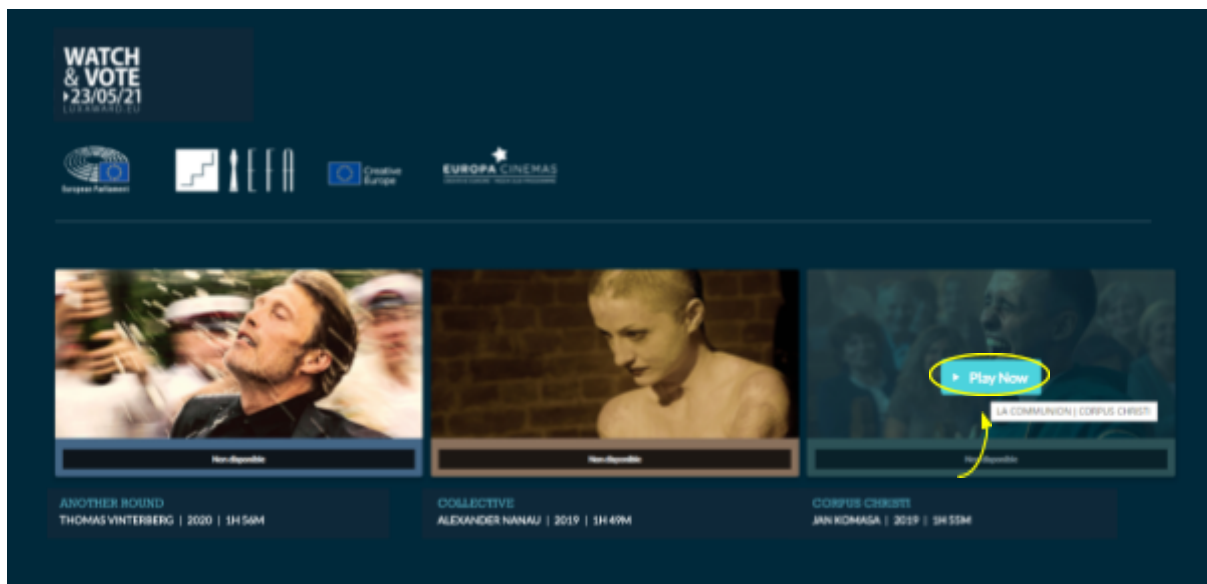 WATCH
& VOTE
23/05/21
LUXAWARD.EU
European Parliament
EFA
Creative
Europe
EUROPA CINEMAS
Play Now
LA COMMUNION | CORPUS CHRISTI
Non disponible
Non disponible
Non disponible
ANOTHER ROUND
COLLECTIVE
CORPUS CHRISTI
THOMAS VINTERBERG | 2020 | 1H 56M
ALEXANDER NANAU | 2019 | 1H 49M
JAN KOMASA | 2019 | 1H 55M